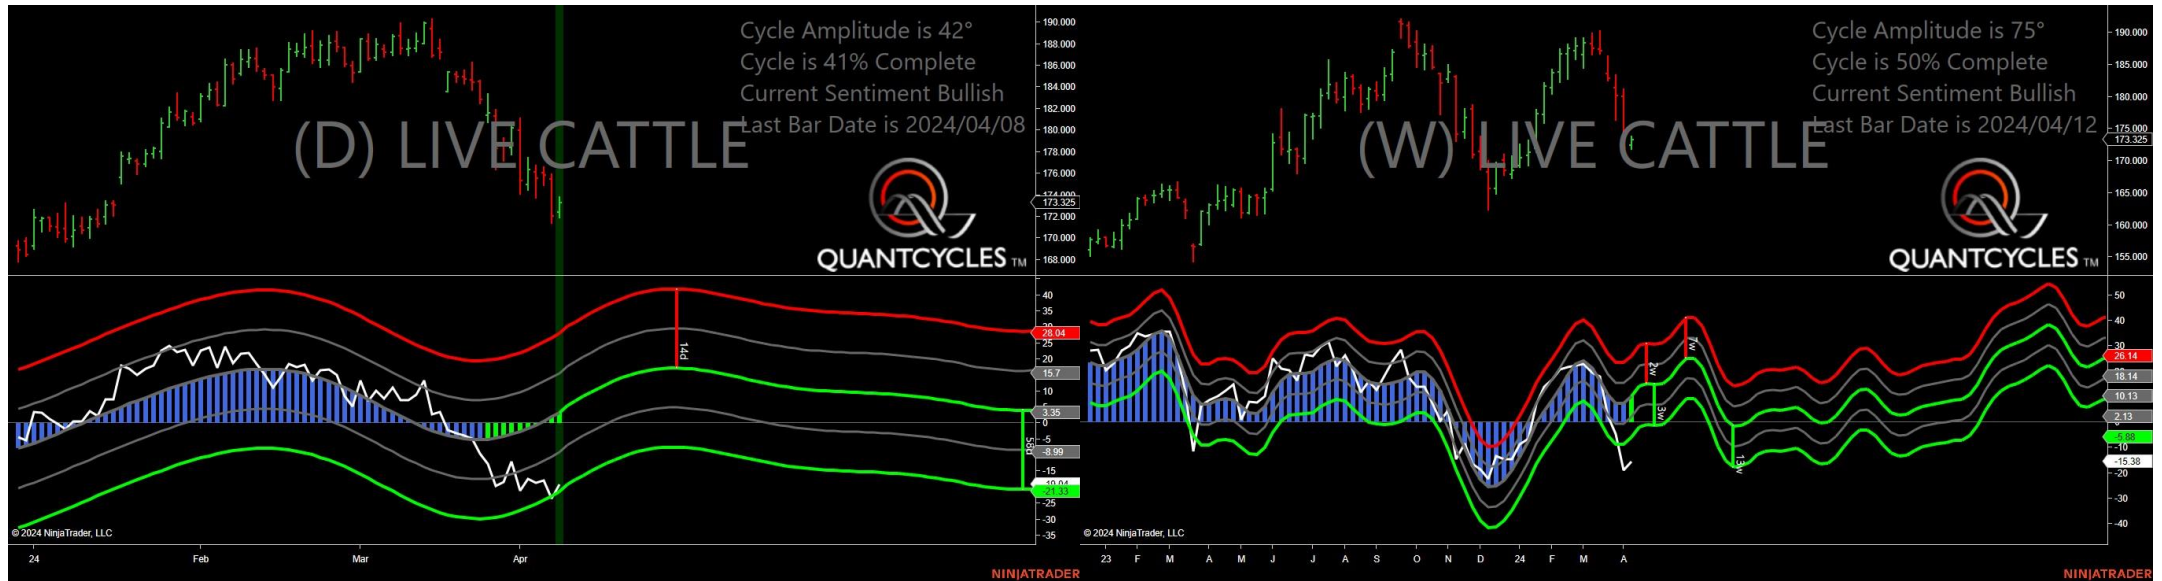 Cycle Amplitude is 42°
Cycle is 41% Complete
Current Sentiment Bullish
Last Bar Date is 2024/04/08
(D) LIVE CATTLE
QUANTCYCLES TM
190.000
188.000
186.000
184.000
182.000
180.000
178.000
176.000
174.000
173.325
172.000
170.000
168.000
40
35
28.04
25
20
15.7
10
3.35
0
-5
-8.99
-15
-19.04
-21.33
-25
-30
-35
14d
58d
© 2024 NinjaTrader, LLC
24 Feb Mar Apr
NINJATRADER
Cycle Amplitude is 75°
Cycle is 50% Complete
Current Sentiment Bullish
Last Bar Date is 2024/04/12
(W) LIVE CATTLE
QUANTCYCLES TM
190.000
185.000
180.000
175.000
173.325
170.000
165.000
160.000
155.000
50
40
30
26.14
18.14
10.13
2.13
-5.88
-10
-15.38
-20
-30
-40
2w
7w
3w
13w
© 2024 NinjaTrader, LLC
23 F M A M J J A S O N D 24 F M A
NINJATRADER